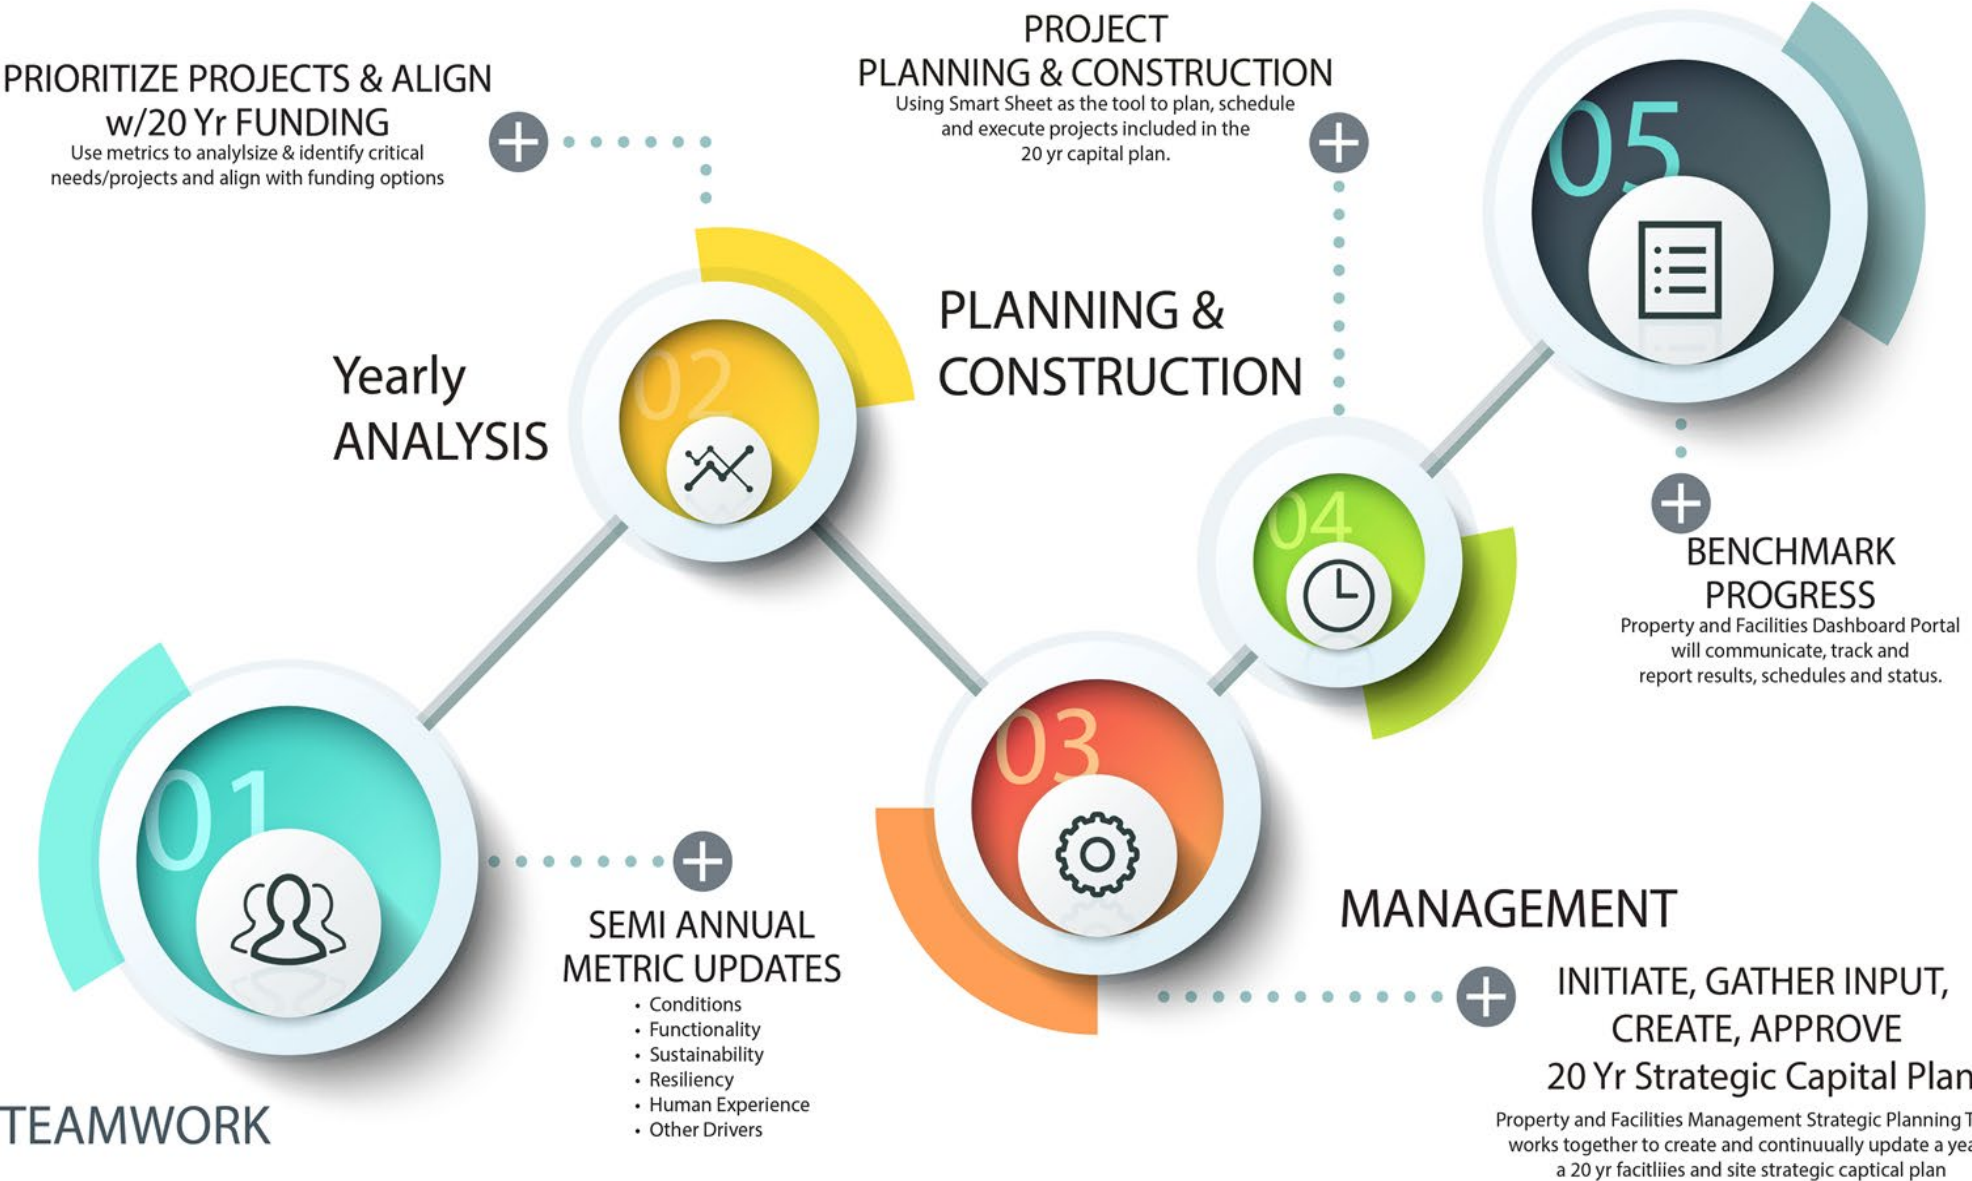 PRIORITIZE PROJECTS & ALIGN
w/20 Yr FUNDING
Use metrics to analylsize & identify critical
needs/projects and align with funding options
PROJECT
PLANNING & CONSTRUCTION
Using Smart Sheet as the tool to plan, schedule
and execute projects included in the
20 yr capital plan.
05
PLANNING &
CONSTRUCTION
02
Yearly
ANALYSIS
04
BENCHMARK
PROGRESS
Property and Facilities Dashboard Portal
will communicate, track and
report results, schedules and status.
03
01
MANAGEMENT
SEMI ANNUAL
METRIC UPDATES
• Conditions
• Functionality
• Sustainability
• Resiliency
• Human Experience
• Other Drivers
INITIATE, GATHER INPUT,
CREATE, APPROVE
20 Yr Strategic Capital Plan
TEAMWORK
Property and Facilities Management Strategic Planning
works together to create and continuually update a
a 20 yr facitliies and site strategic captical plan